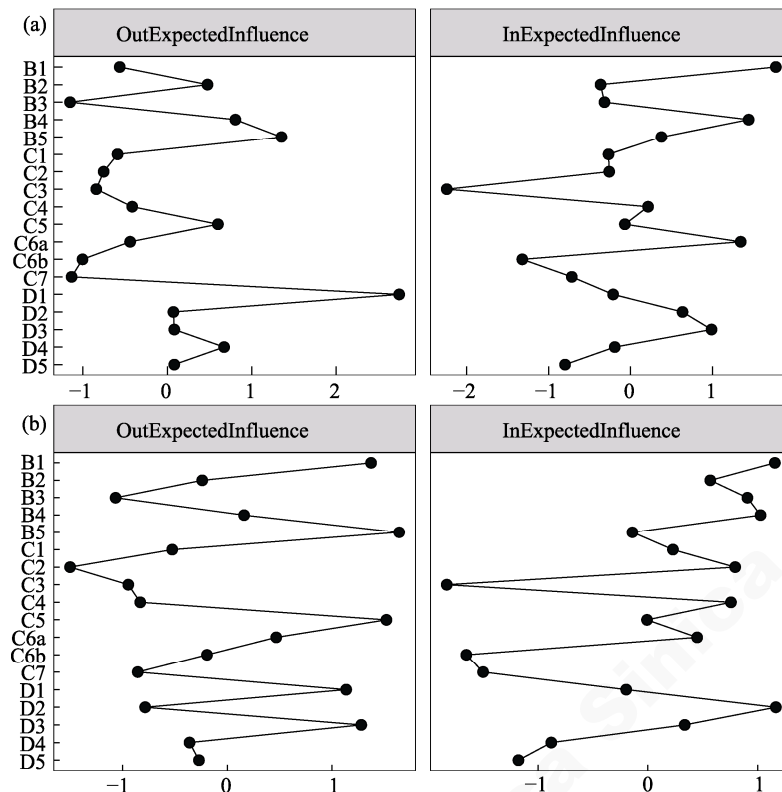 (a)
OutExpectedInfluence
InExpectedInfluence
B1
B2
B3
B4
B5
C1
C2
C3
C4
C5
C6a
C6b
C7
D1
D2
D3
D4
D5
−1 0 1 2
−2 −1 0 1
(b)
OutExpectedInfluence
InExpectedInfluence
B1
B2
B3
B4
B5
C1
C2
C3
C4
C5
C6a
C6b
C7
D1
D2
D3
D4
D5
−1 0 1
−1 0 1
a Sinica